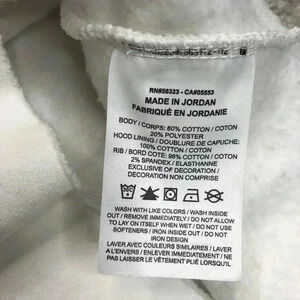 RN#56323 - CA#05553
MADE IN JORDAN
FABRIQUÉ EN JORDANIE
BODY / CORPS: 80% COTTON / COTON
20% POLYESTER
HOOD LINING / DOUBLURE DE CAPUCHE:
100% COTTON / COTON
RIB / BORD COTE: 98% COTTON / COTON
2% SPANDEX / ELASTHANNE
EXCLUSIVE OF DECORATION /
DECORATION NON COMPRISE
WASH WITH LIKE COLORS / WASH INSIDE
OUT / REMOVE IMMEDIATELY / DO NOT ALLOW
TO LAY ON ITSELF WHEN WET / DO NOT USE
SOFTENERS / DO NOT IRON OUTSIDE / DO NOT
IRON DESIGN
LAVER AVEC COULEURS SIMILAIRES / LAVER
A L'ENVERS / ENLEVER IMMEDIATEMENT / NE
PAS LAISSER LE VÊTEMENT PLIÉ LORSQU'IL